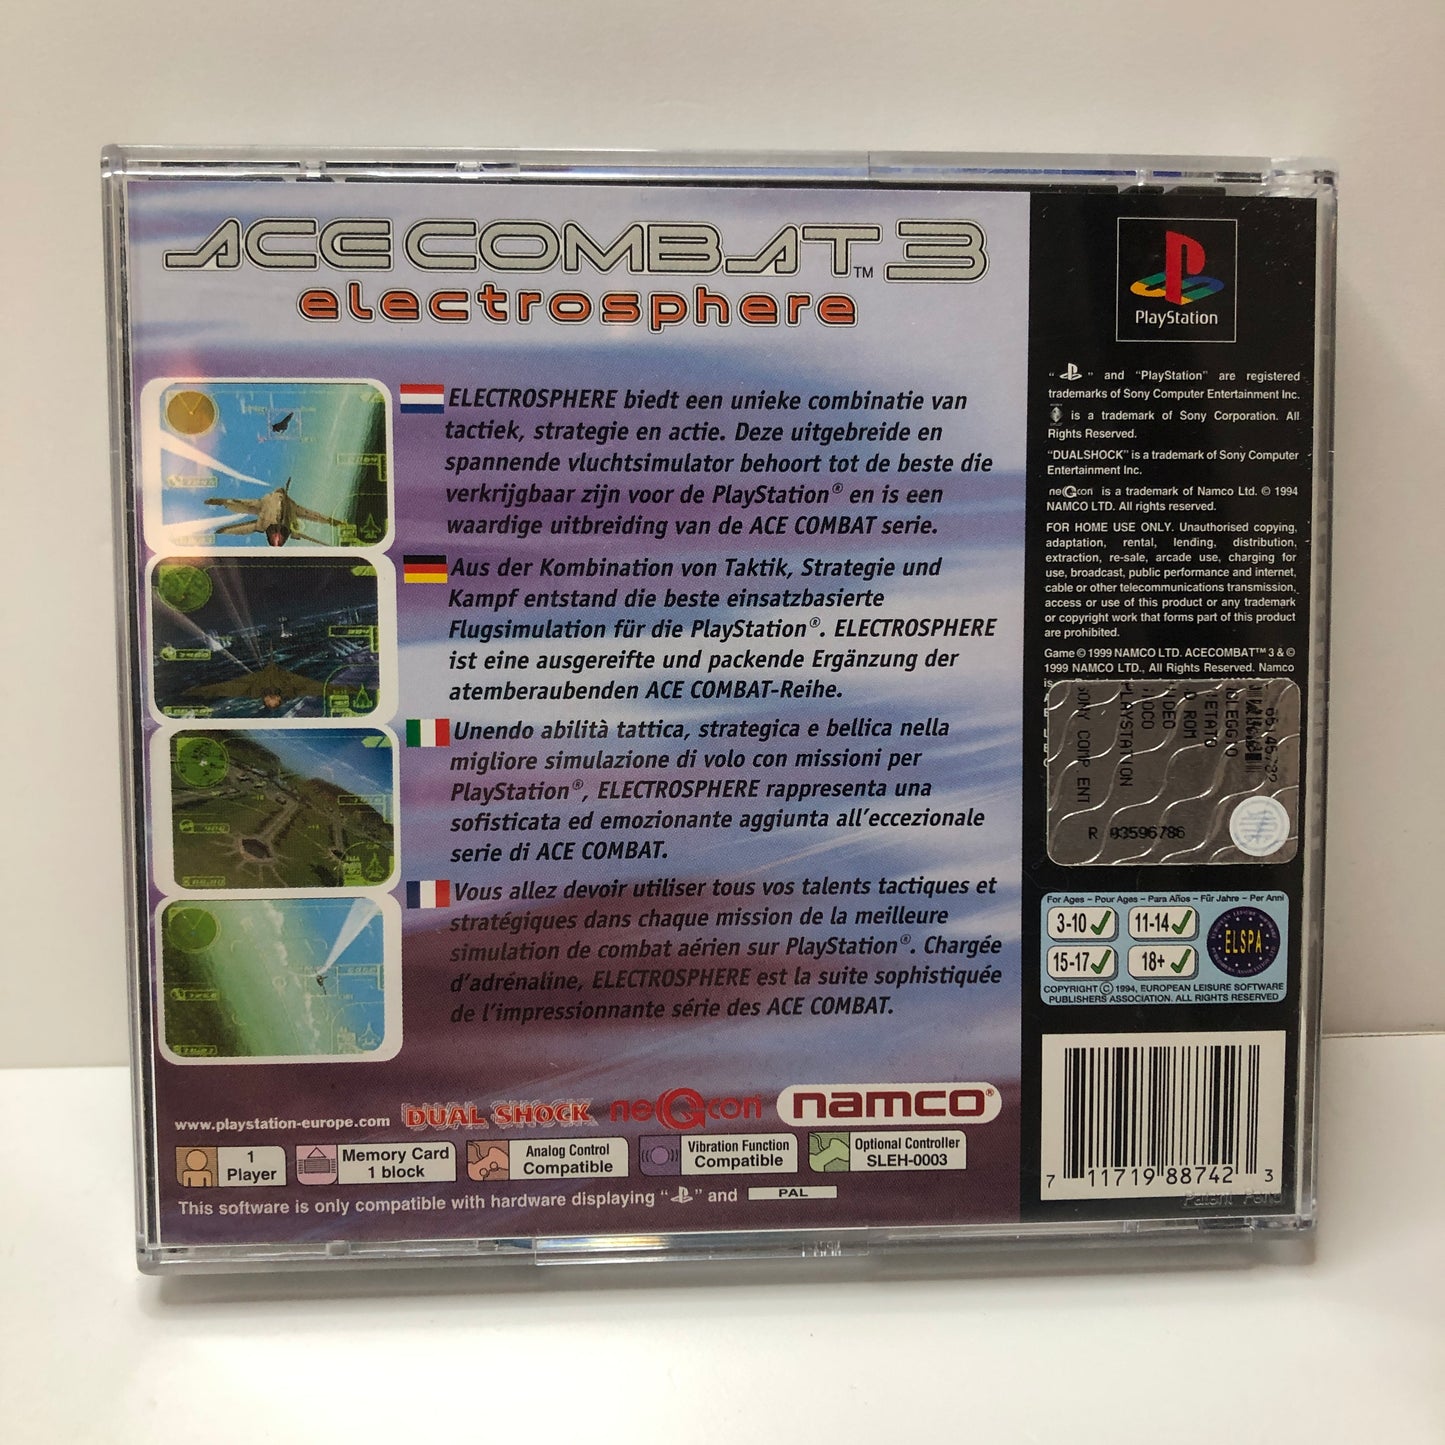 ACE COMBAT™ 3
electrosphere
ELECTROSPHERE biedt een unieke combinatie van
tactiek, strategie en actie. Deze uitgebreide en
spannende vluchtsimulator behoort tot de beste die
verkrijgbaar zijn voor de PlayStation® en is een
waardige uitbreiding van de ACE COMBAT serie.
Aus der Kombination von Taktik, Strategie und
Kampf entstand die beste einsatzbasierte
Flugsimulation für die PlayStation®. ELECTROSPHERE
ist eine ausgereifte und packende Ergänzung der
atemberaubenden ACE COMBAT-Reihe.
Unendo abilità tattica, strategica e bellica nella
migliore simulazione di volo con missioni per
PlayStation®, ELECTROSPHERE rappresenta una
sofisticata ed emozionante aggiunta all'eccezionale
serie di ACE COMBAT.
Vous allez devoir utiliser tous vos talents tactiques et
stratégiques dans chaque mission de la meilleure
simulation de combat aérien sur PlayStation®. Chargée
d'adrénaline, ELECTROSPHERE est la suite sophistiquée
de l'impressionnante série des ACE COMBAT.
www.playstation-europe.com DUAL SHOCK neGcon namco®
1 Player
Memory Card
1 block
Analog Control
Compatible
Vibration Function
Compatible
Optional Controller
SLEH-0003
This software is only compatible with hardware displaying " " and PAL
PlayStation
" " and "PlayStation" are registered
trademarks of Sony Computer Entertainment Inc.
is a trademark of Sony Corporation. All
Rights Reserved.
"DUALSHOCK" is a trademark of Sony Computer
Entertainment Inc.
neGcon is a trademark of Namco Ltd. © 1994
NAMCO LTD. All rights reserved.
FOR HOME USE ONLY. Unauthorised copying,
adaptation, rental, lending, distribution,
extraction, re-sale, arcade use, charging for
use, broadcast, public performance and internet,
cable or other telecommunications transmission,
access or use of this product or any trademark
or copyright work that forms part of this product
are prohibited.
Game © 1999 NAMCO LTD. ACECOMBAT™ 3 & ©
1999 NAMCO LTD., All Rights Reserved. Namco
SONY COMP ENT
PLAYSTATION
GIOCO
VIDEO
ROM
R 03596786
For Ages – Pour Ages – Para Años – Für Jahre – Per Anni
3-10 11-14
15-17 18+
ELSPA
COPYRIGHT © 1994, EUROPEAN LEISURE SOFTWARE
PUBLISHERS ASSOCIATION. ALL RIGHTS RESERVED
7 11719 88742 3